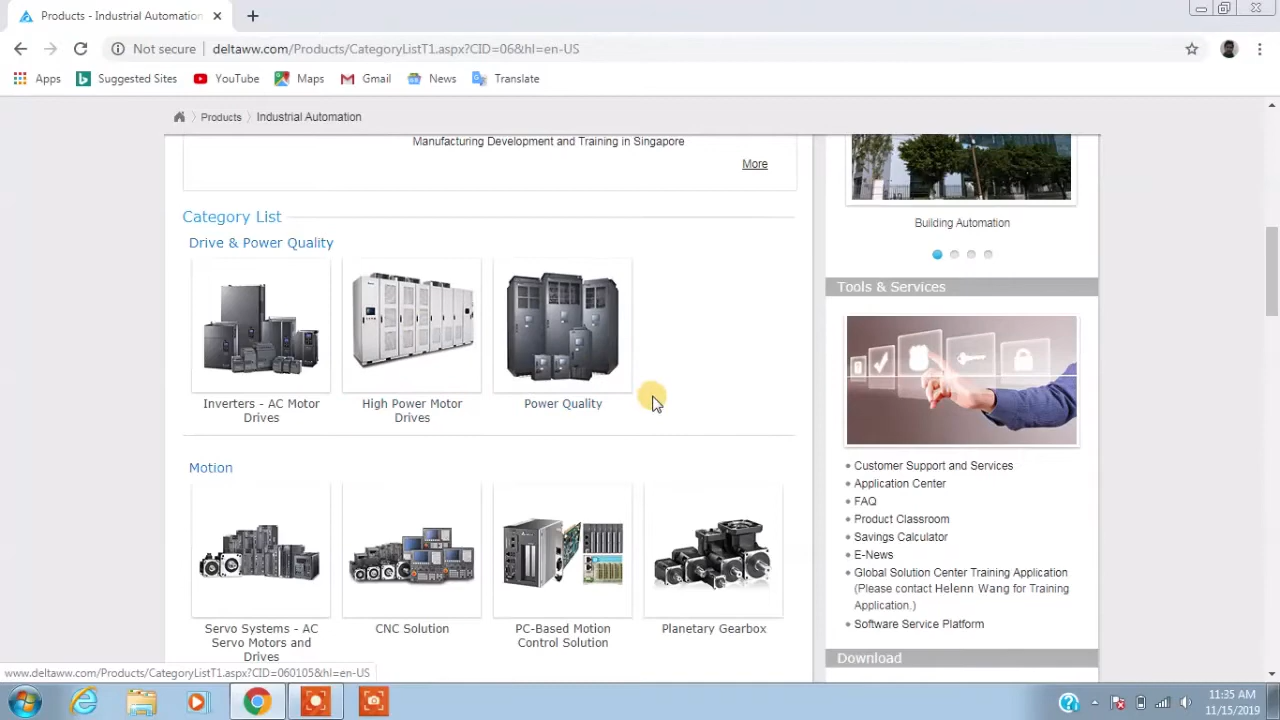 Products - Industrial Automation
Not secure | deltaww.com/Products/CategoryListT1.aspx?CID=06&hl=en-US
Apps Suggested Sites YouTube Maps Gmail News Translate
Products Industrial Automation
Manufacturing Development and Training in Singapore
More
Category List
Drive & Power Quality
Inverters - AC Motor
Drives
High Power Motor
Drives
Power Quality
Motion
Servo Systems - AC
Servo Motors and
Drives
CNC Solution
PC-Based Motion
Control Solution
Planetary Gearbox
Building Automation
Tools & Services
Customer Support and Services
Application Center
FAQ
Product Classroom
Savings Calculator
E-News
Global Solution Center Training Application
(Please contact Helenn Wang for Training
Application.)
Software Service Platform
Download
www.deltaww.com/Products/CategoryListT1.aspx?CID=060105&hl=en-US
11:35 AM
11/15/2019